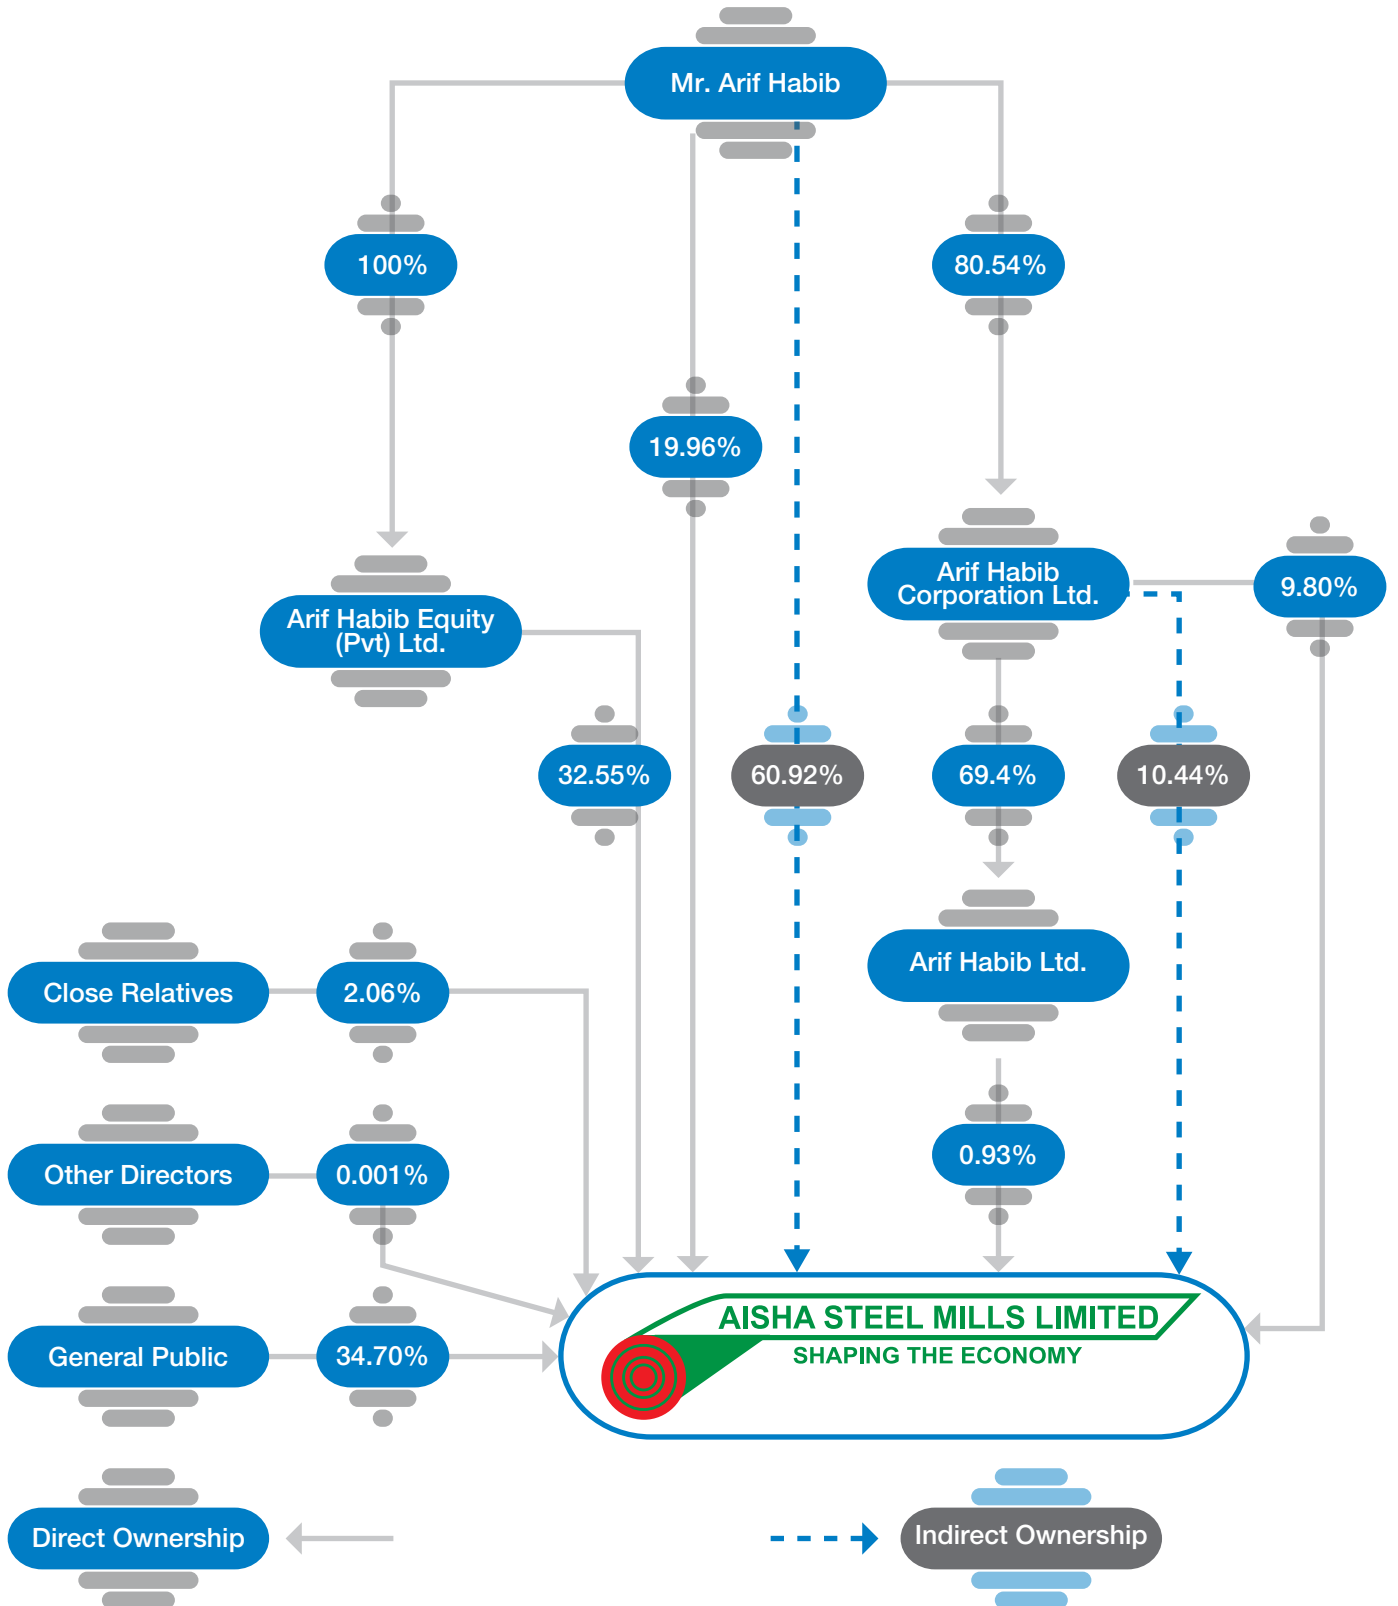 Mr. Arif Habib
100%
80.54%
19.96%
Arif Habib
Corporation Ltd.
9.80%
Arif Habib Equity
(Pvt) Ltd.
32.55%
60.92%
69.4%
10.44%
Arif Habib Ltd.
Close Relatives
2.06%
Other Directors
0.001%
0.93%
General Public
34.70%
AISHA STEEL MILLS LIMITED
SHAPING THE ECONOMY
Direct Ownership
Indirect Ownership